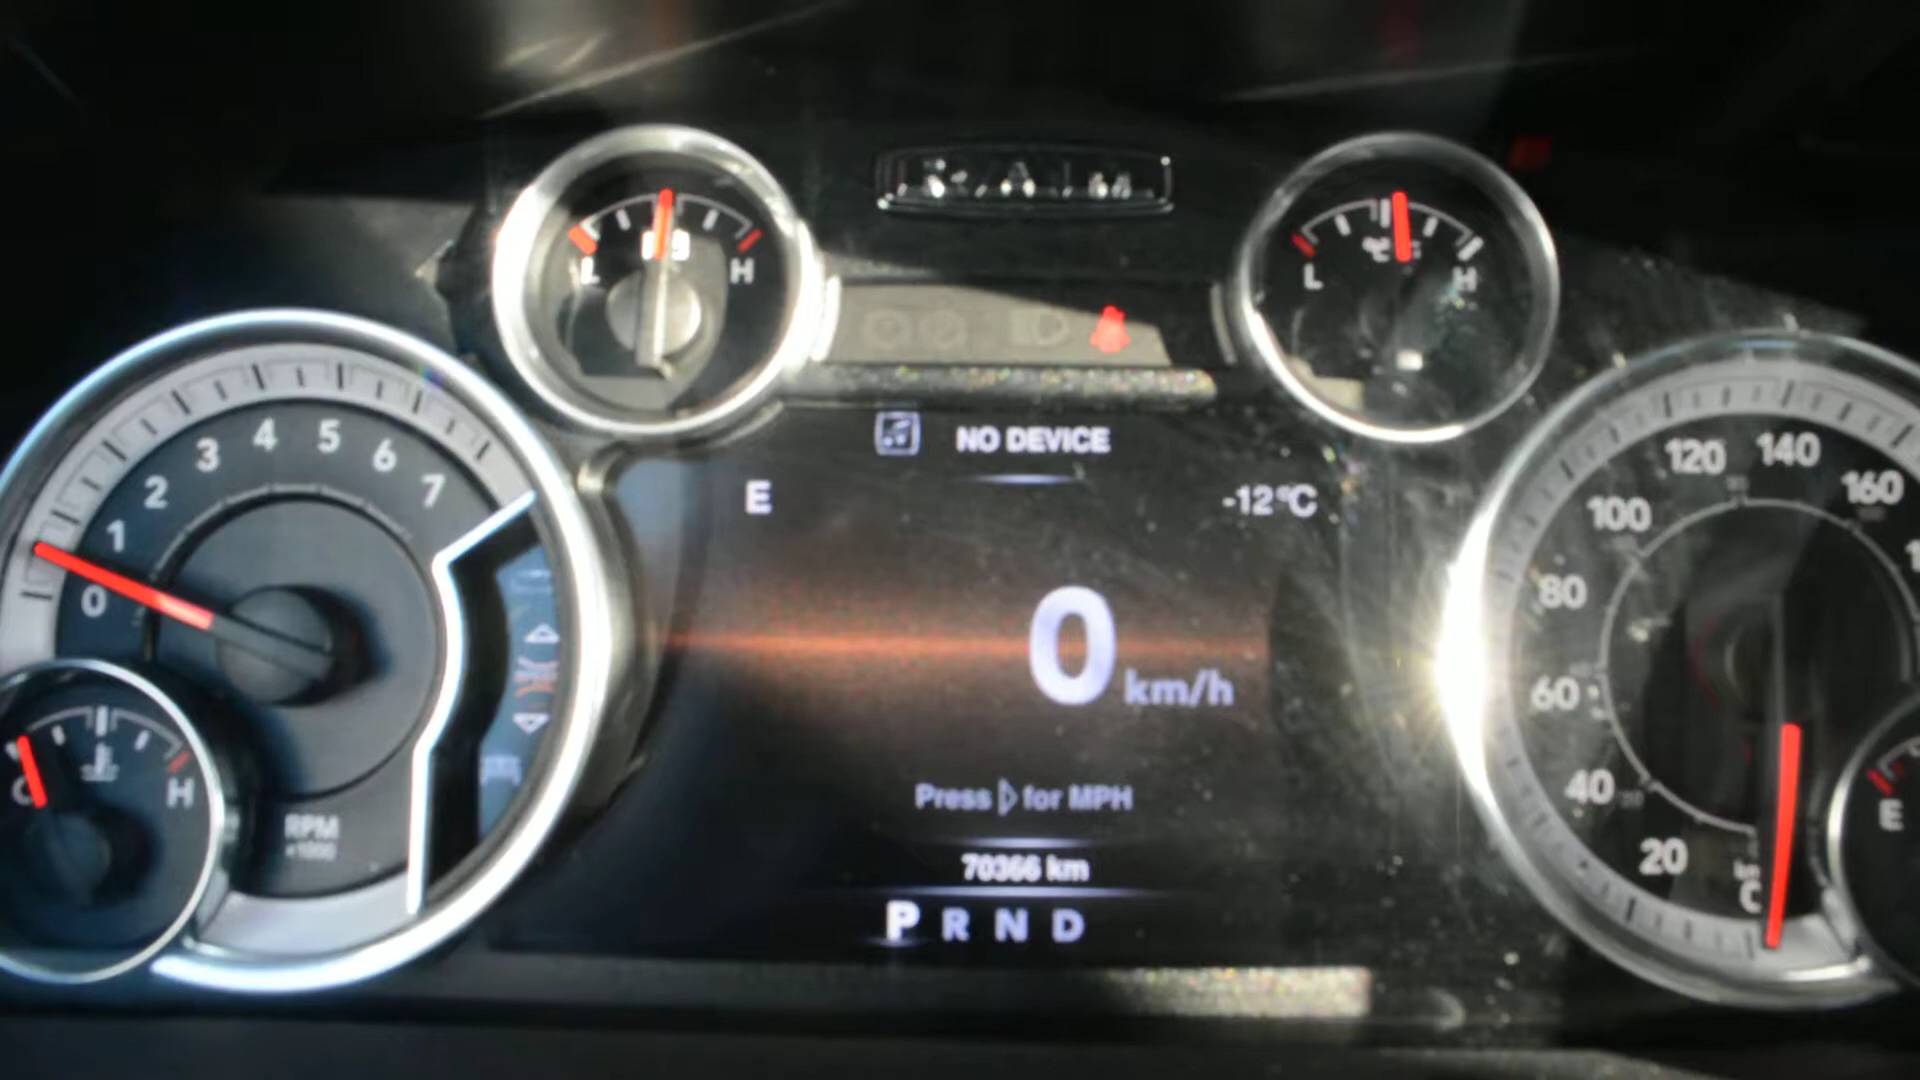 RAM
L H
L °C H
NO DEVICE
E -12°C
0 1 2 3 4 5 6 7
RPM
x1000
C H
0 km/h
Press ▷ for MPH
70366 km
P R N D
20 40 60 80 100 120 140 160
E